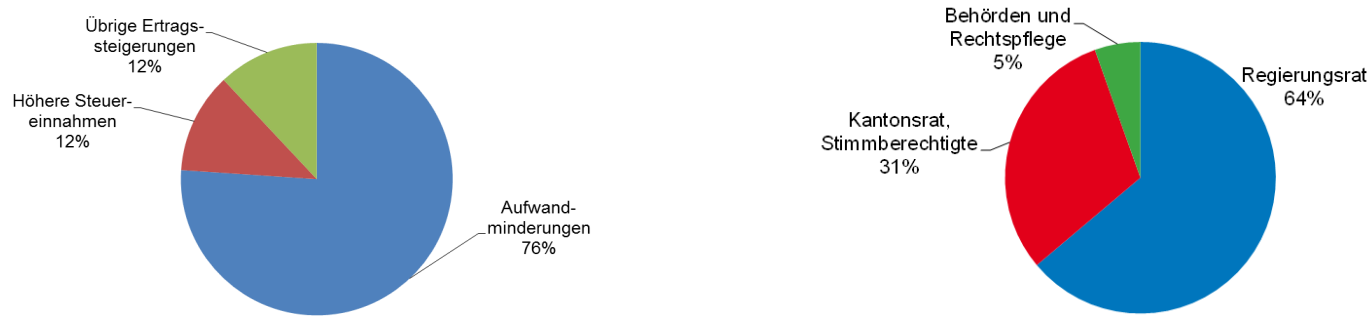 Übrige Ertrags-
steigerungen
12%
Höhere Steuer-
einnahmen
12%
Aufwand-
minderungen
76%
Behörden und
Rechtspflege
5%
Regierungsrat
64%
Kantonsrat,
Stimmberechtigte
31%